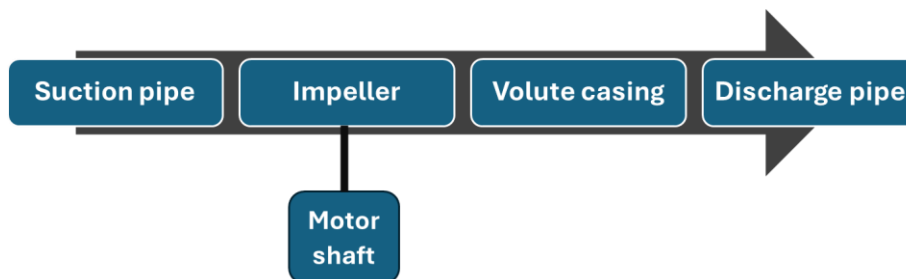 Suction pipe
Impeller
Volute casing
Discharge pipe
Motor
shaft